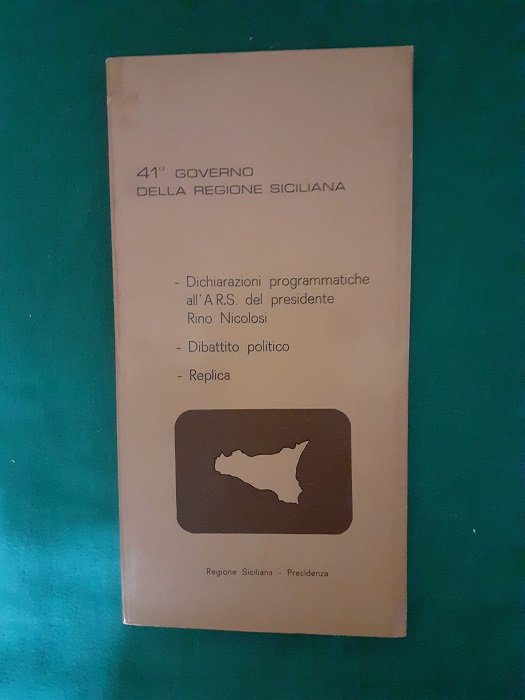 41° GOVERNO
DELLA REGIONE SICILIANA
- Dichiarazioni programmatiche
all'A.R.S. del presidente
Rino Nicolosi
- Dibattito politico
- Replica
Regione Siciliana - Presidenza